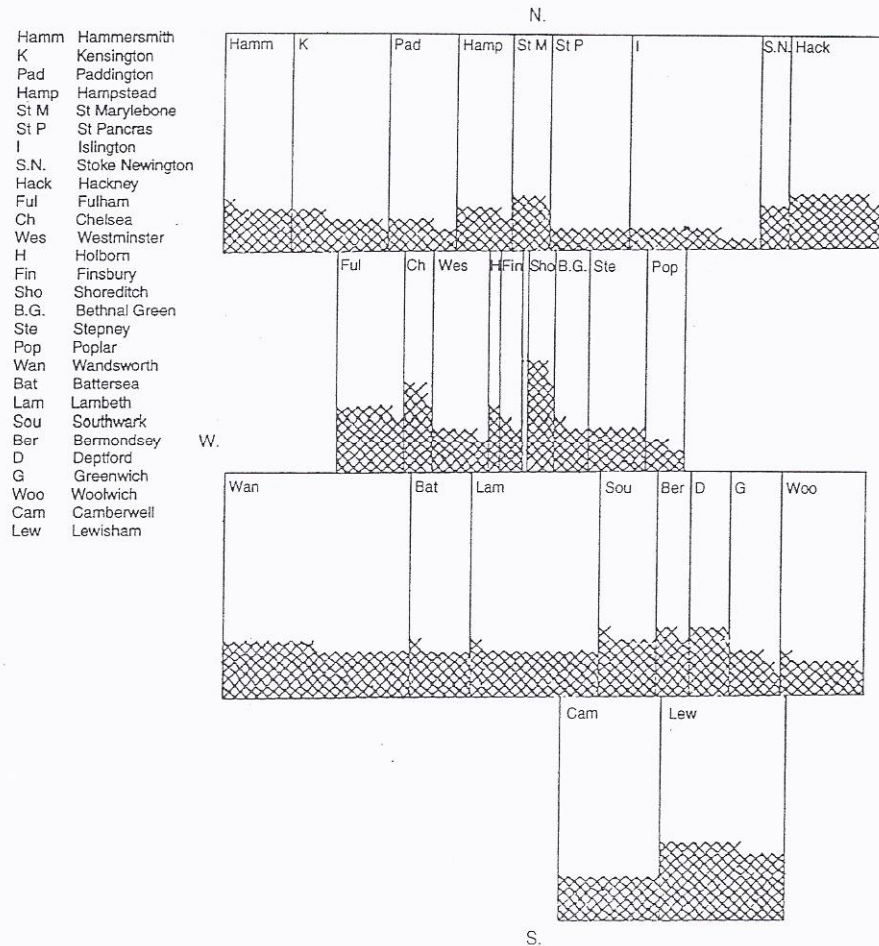 N.
Hamm Hammersmith
K Kensington
Pad Paddington
Hamp Hampstead
St M St Marylebone
St P St Pancras
I Islington
S.N. Stoke Newington
Hack Hackney
Ful Fulham
Ch Chelsea
Wes Westminster
H Holborn
Fin Finsbury
Sho Shoreditch
B.G. Bethnal Green
Ste Stepney
Pop Poplar
Wan Wandsworth
Bat Battersea
Lam Lambeth
Sou Southwark
Ber Bermondsey
D Deptford
G Greenwich
Woo Woolwich
Cam Camberwell
Lew Lewisham
Hamm K Pad Hamp St M St P I S.N. Hack
Ful Ch Wes H Fin Sho B.G. Ste Pop
W.
Wan Bat Lam Sou Ber D G Woo
Cam Lew
S.